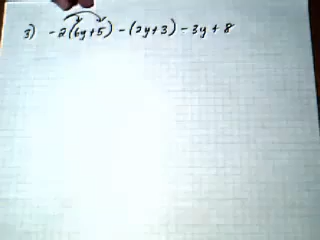 3) -2(6y+5) - (2y+3) - 3y + 8